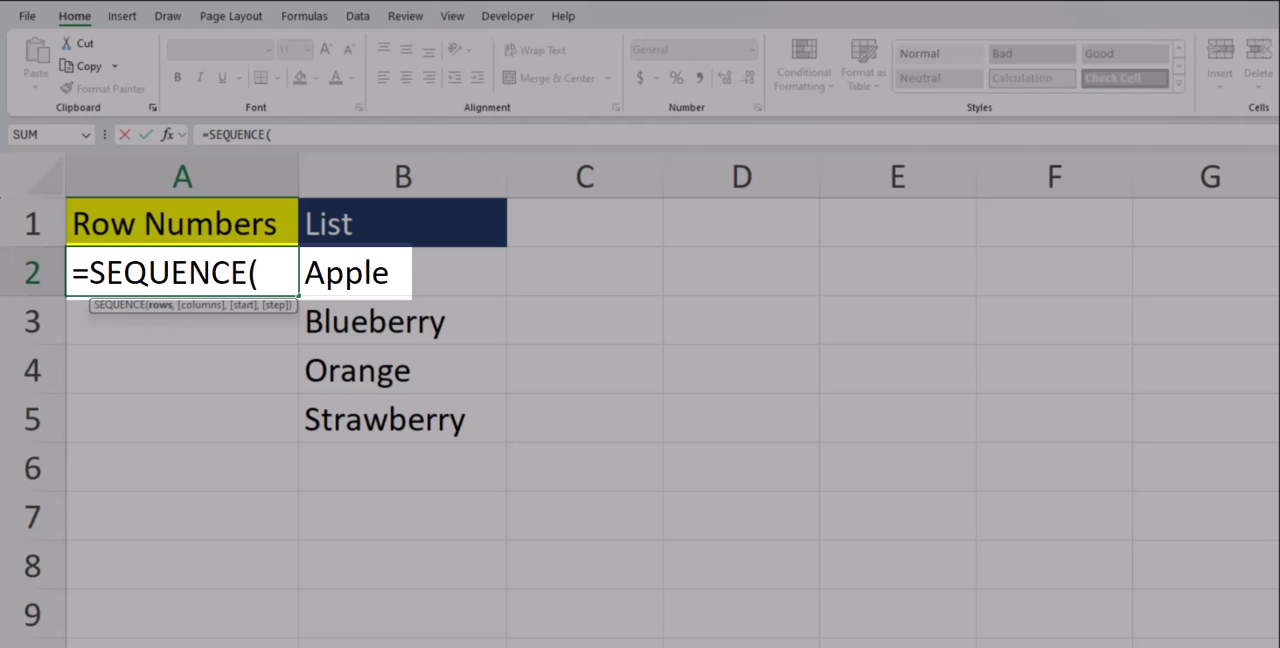 File Home Insert Draw Page Layout Formulas Data Review View Developer Help
Cut
Copy
Format Painter
Paste
Clipboard
11 A A
B I U A
Font
Wrap Text
Merge & Center
Alignment
General
$ % 9
Number
Conditional Formatting
Format as Table
Normal Bad Good
Neutral Calculation Check Cell
Styles
Insert Delete
Cells
SUM fx =SEQUENCE(
A B C D E F G
1 Row Numbers List
2 =SEQUENCE( Apple
SEQUENCE(rows, [columns], [start], [step])
3 Blueberry
4 Orange
5 Strawberry
6
7
8
9